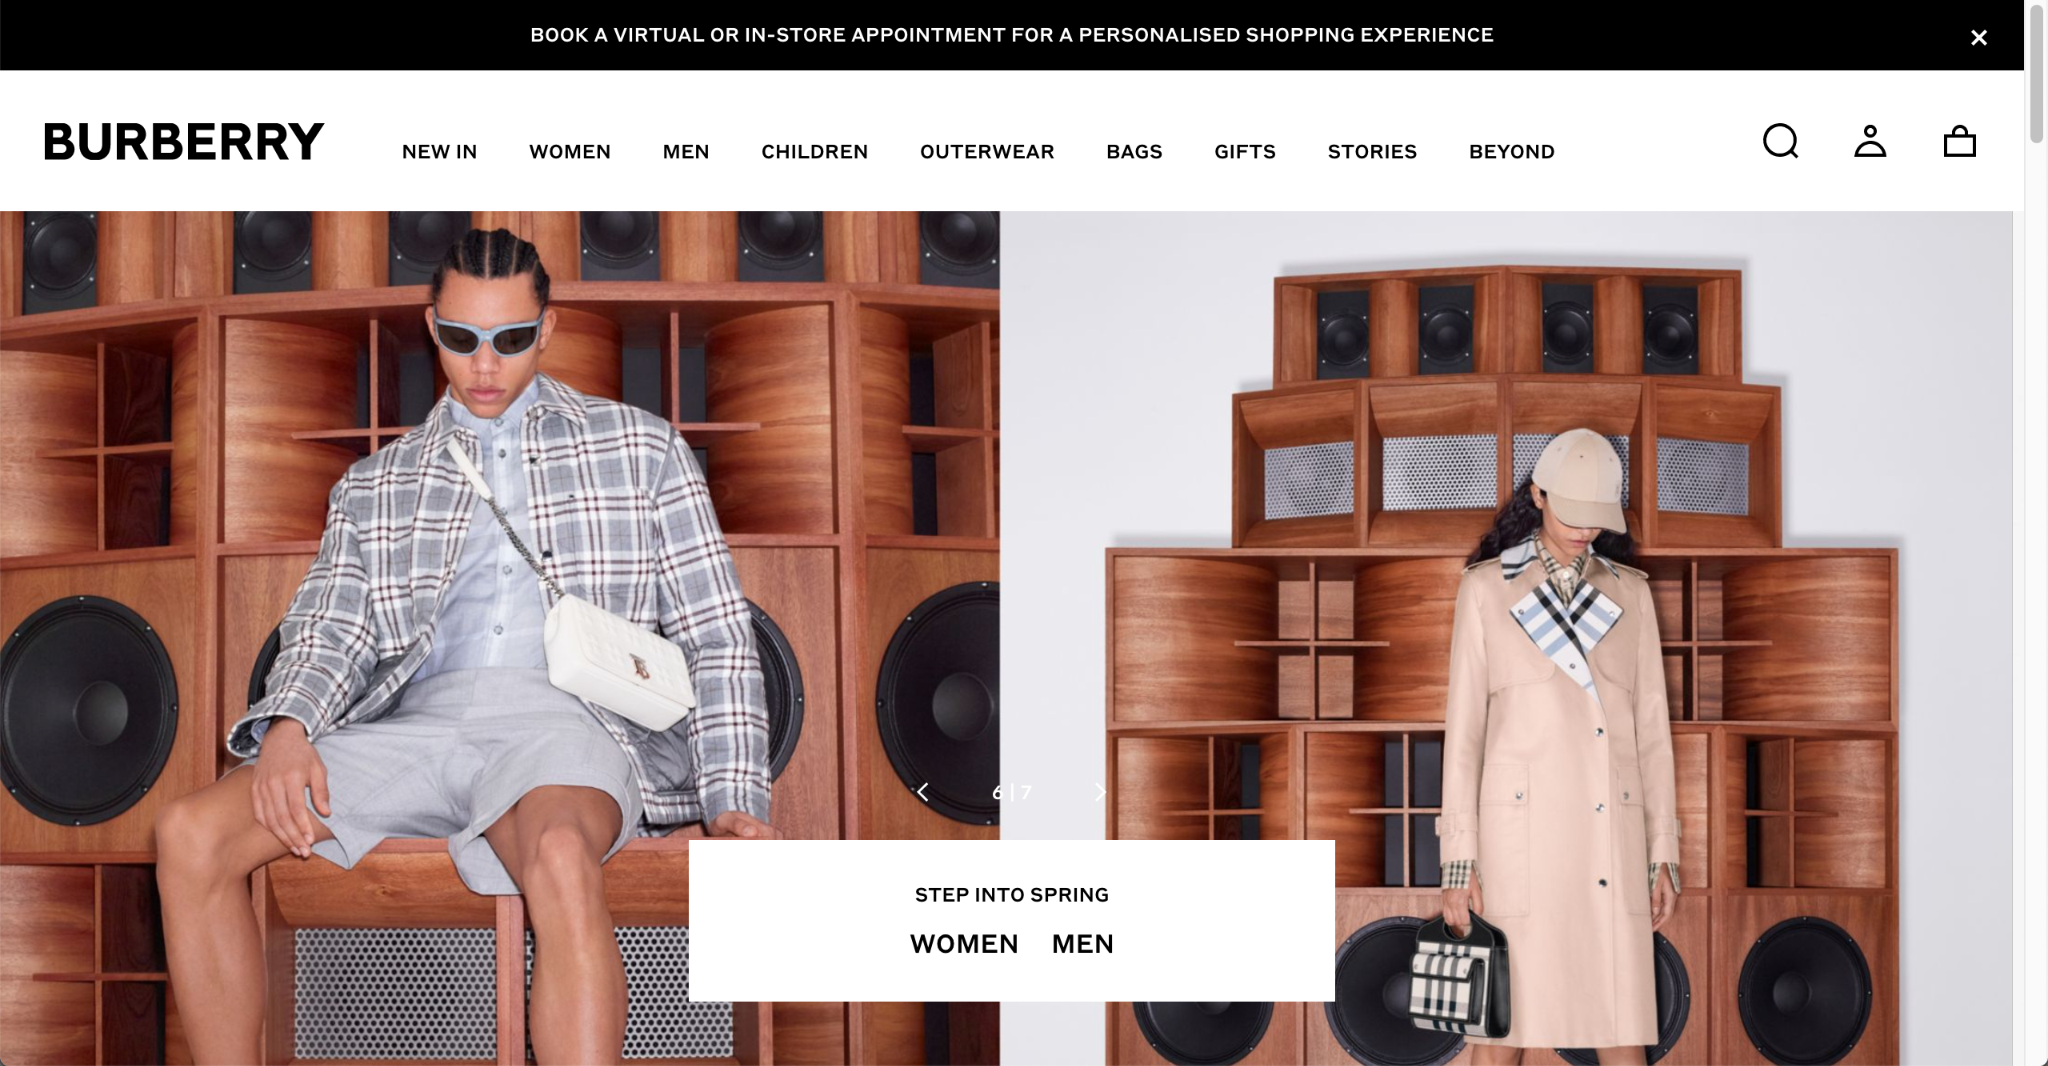 BOOK A VIRTUAL OR IN-STORE APPOINTMENT FOR A PERSONALISED SHOPPING EXPERIENCE
BURBERRY
NEW IN WOMEN MEN CHILDREN OUTERWEAR BAGS GIFTS STORIES BEYOND
6 | 7
STEP INTO SPRING
WOMEN MEN